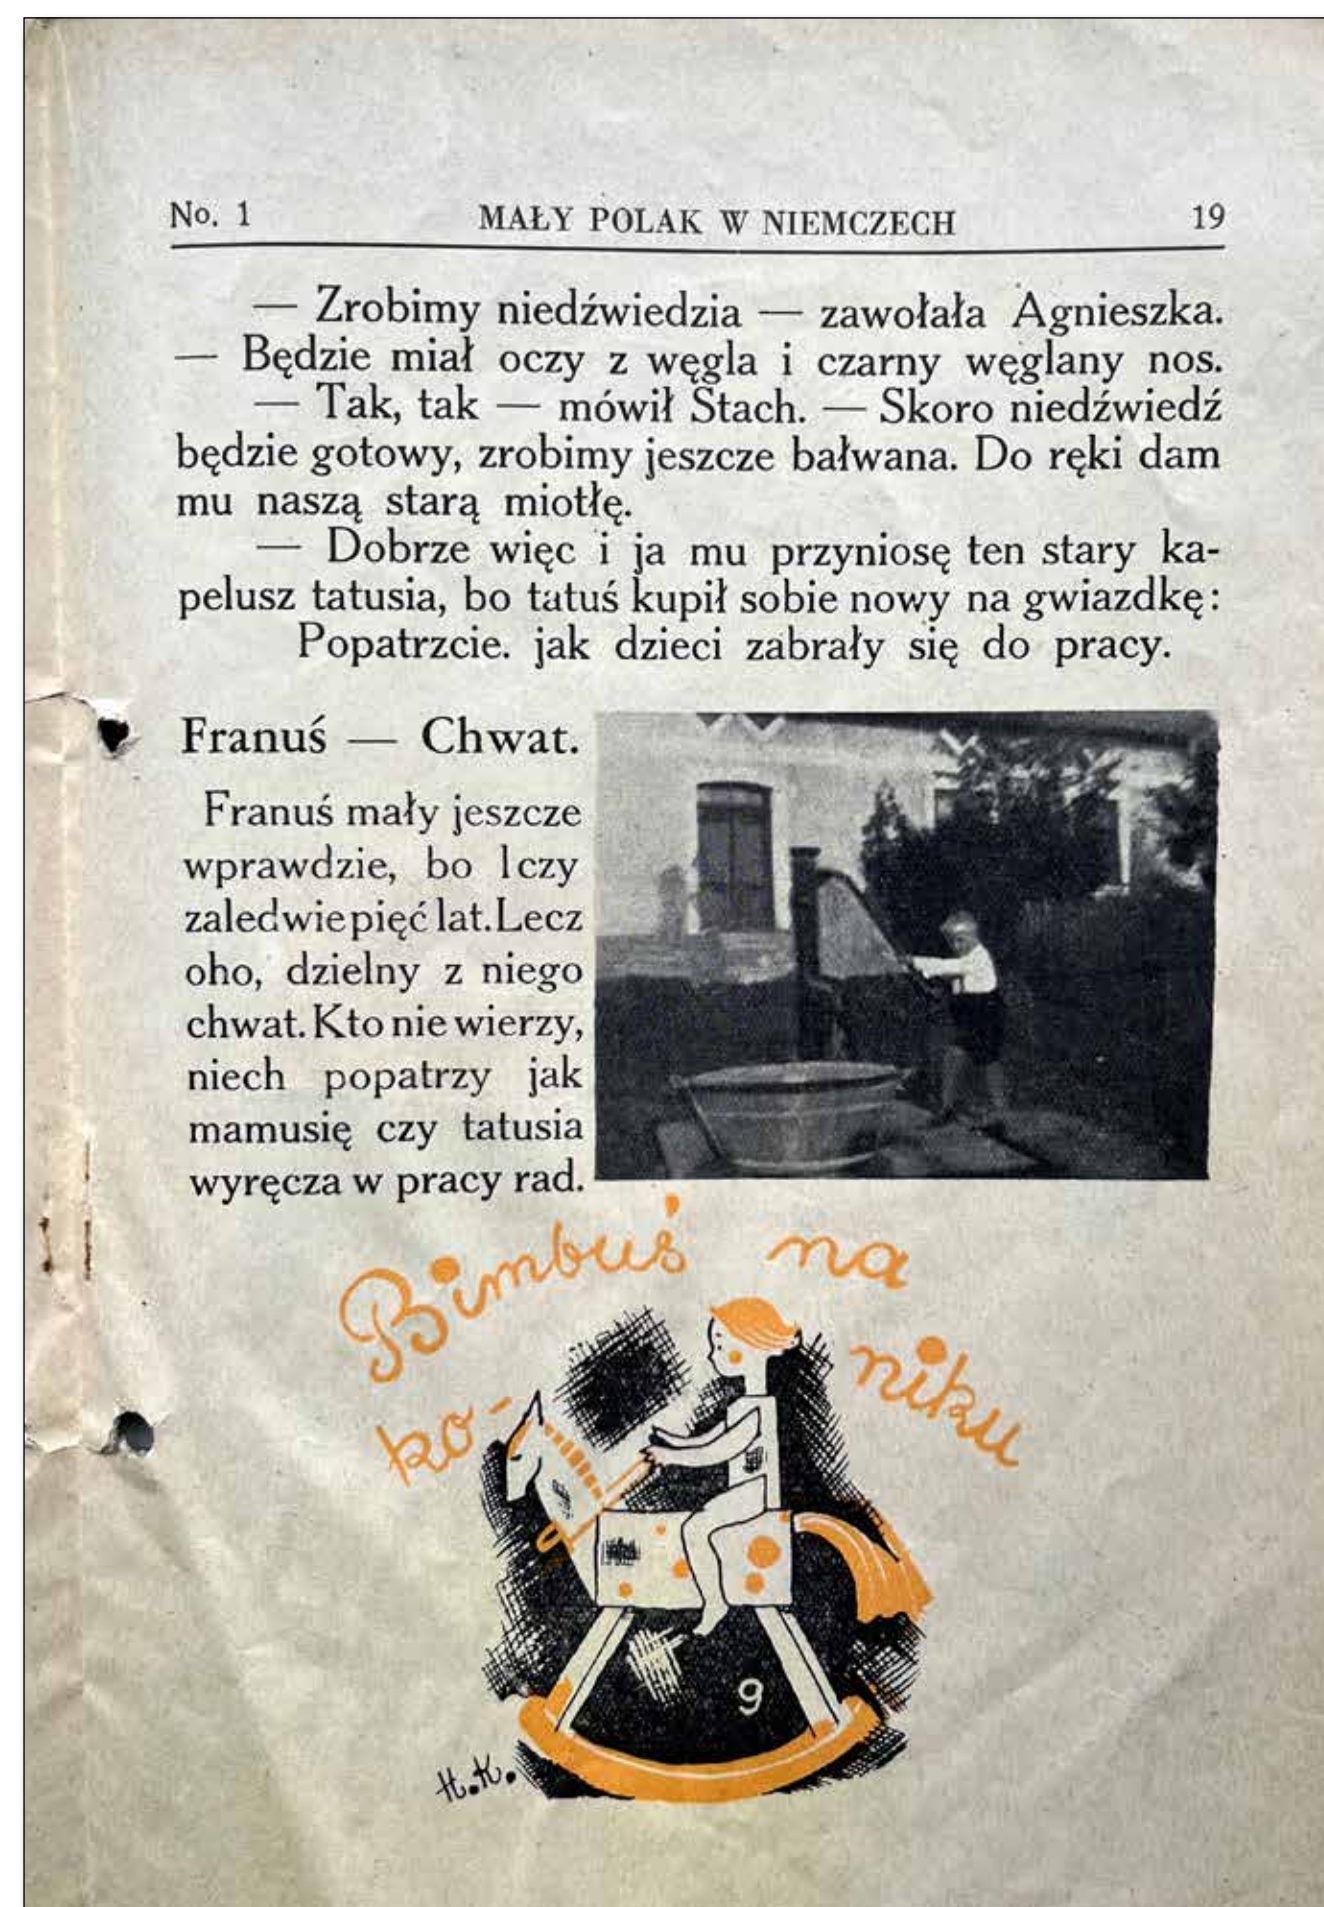 No. 1 MAŁY POLAK W NIEMCZECH 19
— Zrobimy niedźwiedzia — zawołała Agnieszka.
— Będzie miał oczy z węgla i czarny węglany nos.
— Tak, tak — mówił Stach. — Skoro niedźwiedź
będzie gotowy, zrobimy jeszcze bałwana. Do ręki dam
mu naszą starą miotłę.
— Dobrze więc i ja mu przyniosę ten stary ka-
pelusz tatusia, bo tatuś kupił sobie nowy na gwiazdkę:
Popatrzcie. jak dzieci zabrały się do pracy.
Franuś — Chwat.
Franuś mały jeszcze
wprawdzie, bo lczy
zaledwie pięć lat. Lecz
oho, dzielny z niego
chwat. Kto nie wierzy,
niech popatrzy jak
mamusię czy tatusia
wyręcza w pracy rad.
Bimbuś na
ko-niku
9
H.K.